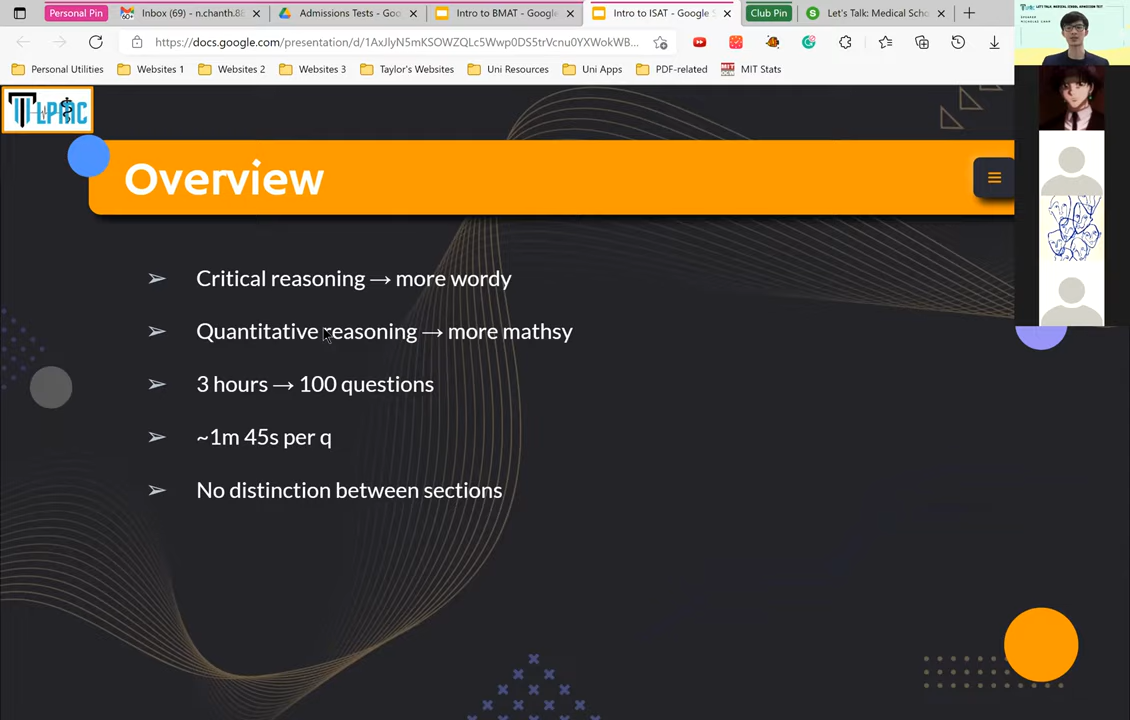 Personal Pin
Inbox (69) - n.chanth.88
Admissions Tests - Goo
Intro to BMAT - Google
Intro to ISAT - Google S
Club Pin
Let's Talk: Medical Scho
https://docs.google.com/presentation/d/1AxJlyN5mKSOWZQLc5Wwp0DS5trVcnu0YXWokWB...
Personal Utilities
Websites 1
Websites 2
Websites 3
Taylor's Websites
Uni Resources
Uni Apps
PDF-related
MIT Stats
LPMC
Overview
Critical reasoning → more wordy
Quantitative reasoning → more mathsy
3 hours → 100 questions
~1m 45s per q
No distinction between sections